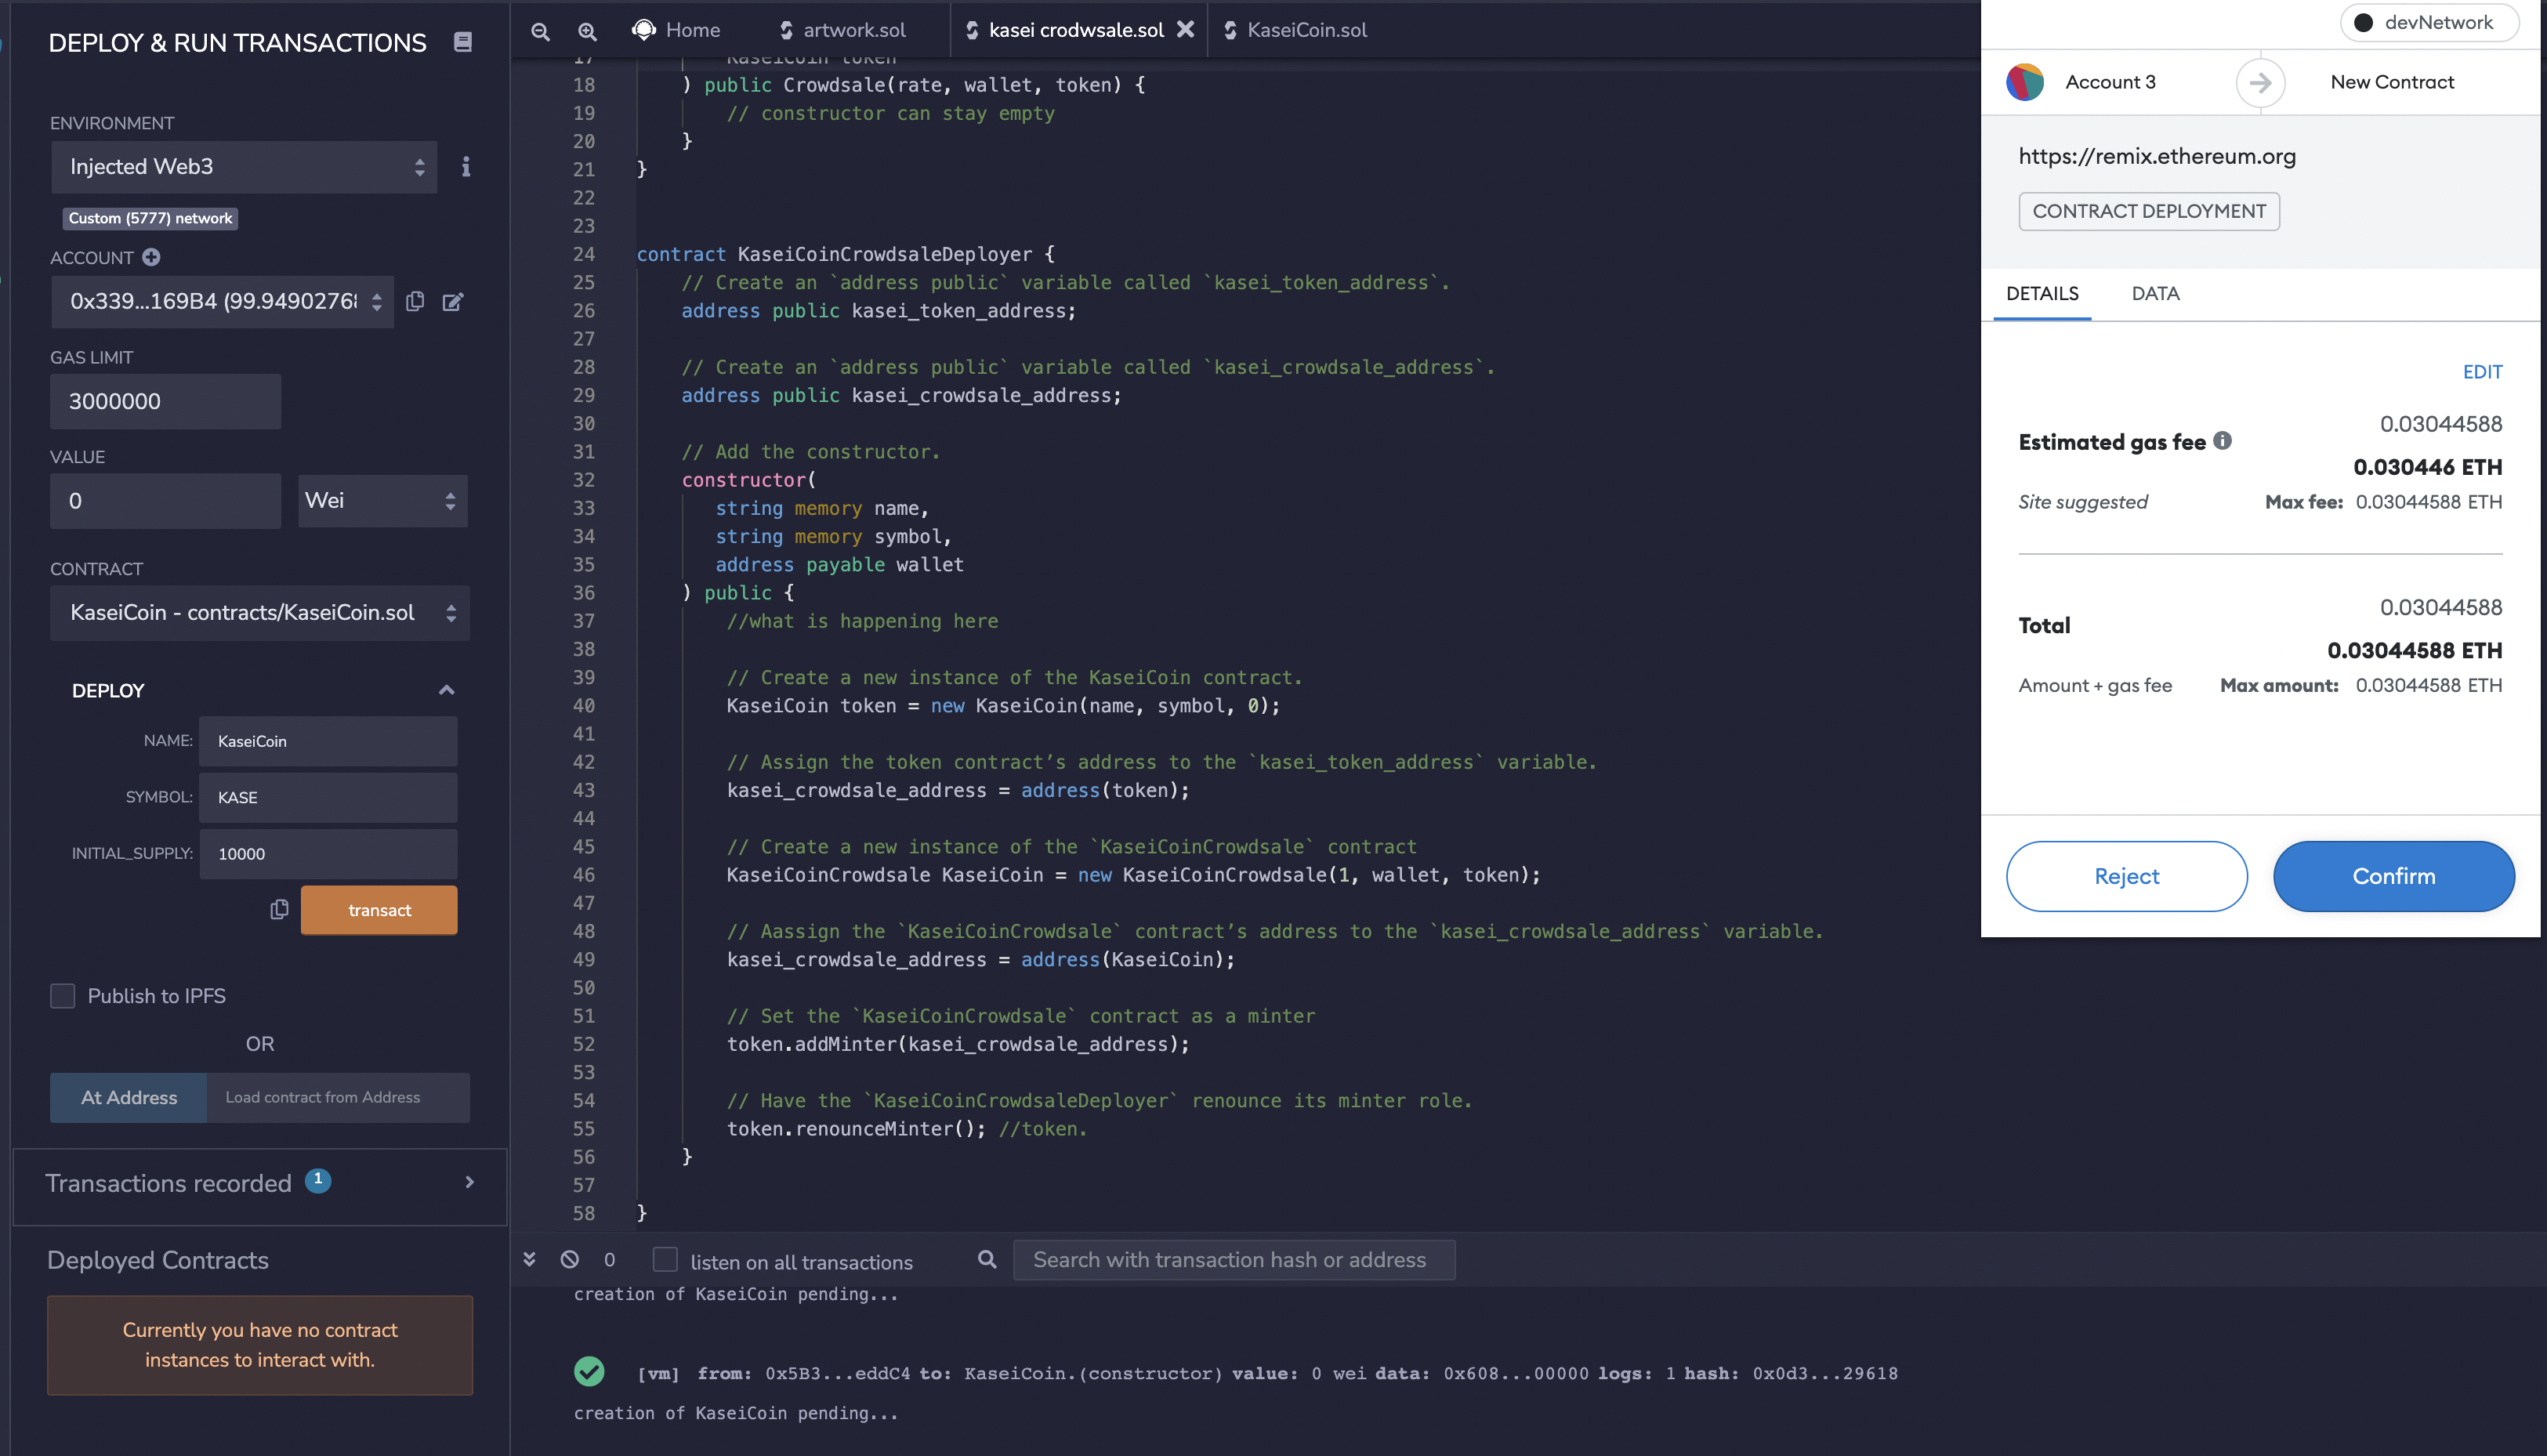 DEPLOY & RUN TRANSACTIONS
ENVIRONMENT
Injected Web3
Custom (5777) network
ACCOUNT
0x339...169B4 (99.9490276
GAS LIMIT
3000000
VALUE
0
Wei
CONTRACT
KaseiCoin - contracts/KaseiCoin.sol
DEPLOY
NAME: KaseiCoin
SYMBOL: KASE
INITIAL_SUPPLY: 10000
transact
Publish to IPFS
OR
At Address Load contract from Address
Transactions recorded 1
Deployed Contracts
Currently you have no contract
instances to interact with.
Home artwork.sol kasei crodwsale.sol KaseiCoin.sol
17 KaseiCoin token
18 ) public Crowdsale(rate, wallet, token) {
19 // constructor can stay empty
20 }
21 }
22
23
24 contract KaseiCoinCrowdsaleDeployer {
25 // Create an `address public` variable called `kasei_token_address`.
26 address public kasei_token_address;
27
28 // Create an `address public` variable called `kasei_crowdsale_address`.
29 address public kasei_crowdsale_address;
30
31 // Add the constructor.
32 constructor(
33 string memory name,
34 string memory symbol,
35 address payable wallet
36 ) public {
37 //what is happening here
38
39 // Create a new instance of the KaseiCoin contract.
40 KaseiCoin token = new KaseiCoin(name, symbol, 0);
41
42 // Assign the token contract’s address to the `kasei_token_address` variable.
43 kasei_crowdsale_address = address(token);
44
45 // Create a new instance of the `KaseiCoinCrowdsale` contract
46 KaseiCoinCrowdsale KaseiCoin = new KaseiCoinCrowdsale(1, wallet, token);
47
48 // Aassign the `KaseiCoinCrowdsale` contract’s address to the `kasei_crowdsale_address` variable.
49 kasei_crowdsale_address = address(KaseiCoin);
50
51 // Set the `KaseiCoinCrowdsale` contract as a minter
52 token.addMinter(kasei_crowdsale_address);
53
54 // Have the `KaseiCoinCrowdsaleDeployer` renounce its minter role.
55 token.renounceMinter(); //token.
56 }
57
58 }
0 listen on all transactions Search with transaction hash or address
creation of KaseiCoin pending...
[vm] from: 0x5B3...eddC4 to: KaseiCoin.(constructor) value: 0 wei data: 0x608...00000 logs: 1 hash: 0x0d3...29618
creation of KaseiCoin pending...
devNetwork
Account 3 New Contract
https://remix.ethereum.org
CONTRACT DEPLOYMENT
DETAILS DATA
EDIT
0.03044588
Estimated gas fee
0.030446 ETH
Site suggested Max fee: 0.03044588 ETH
0.03044588
Total
0.03044588 ETH
Amount + gas fee Max amount: 0.03044588 ETH
Reject Confirm